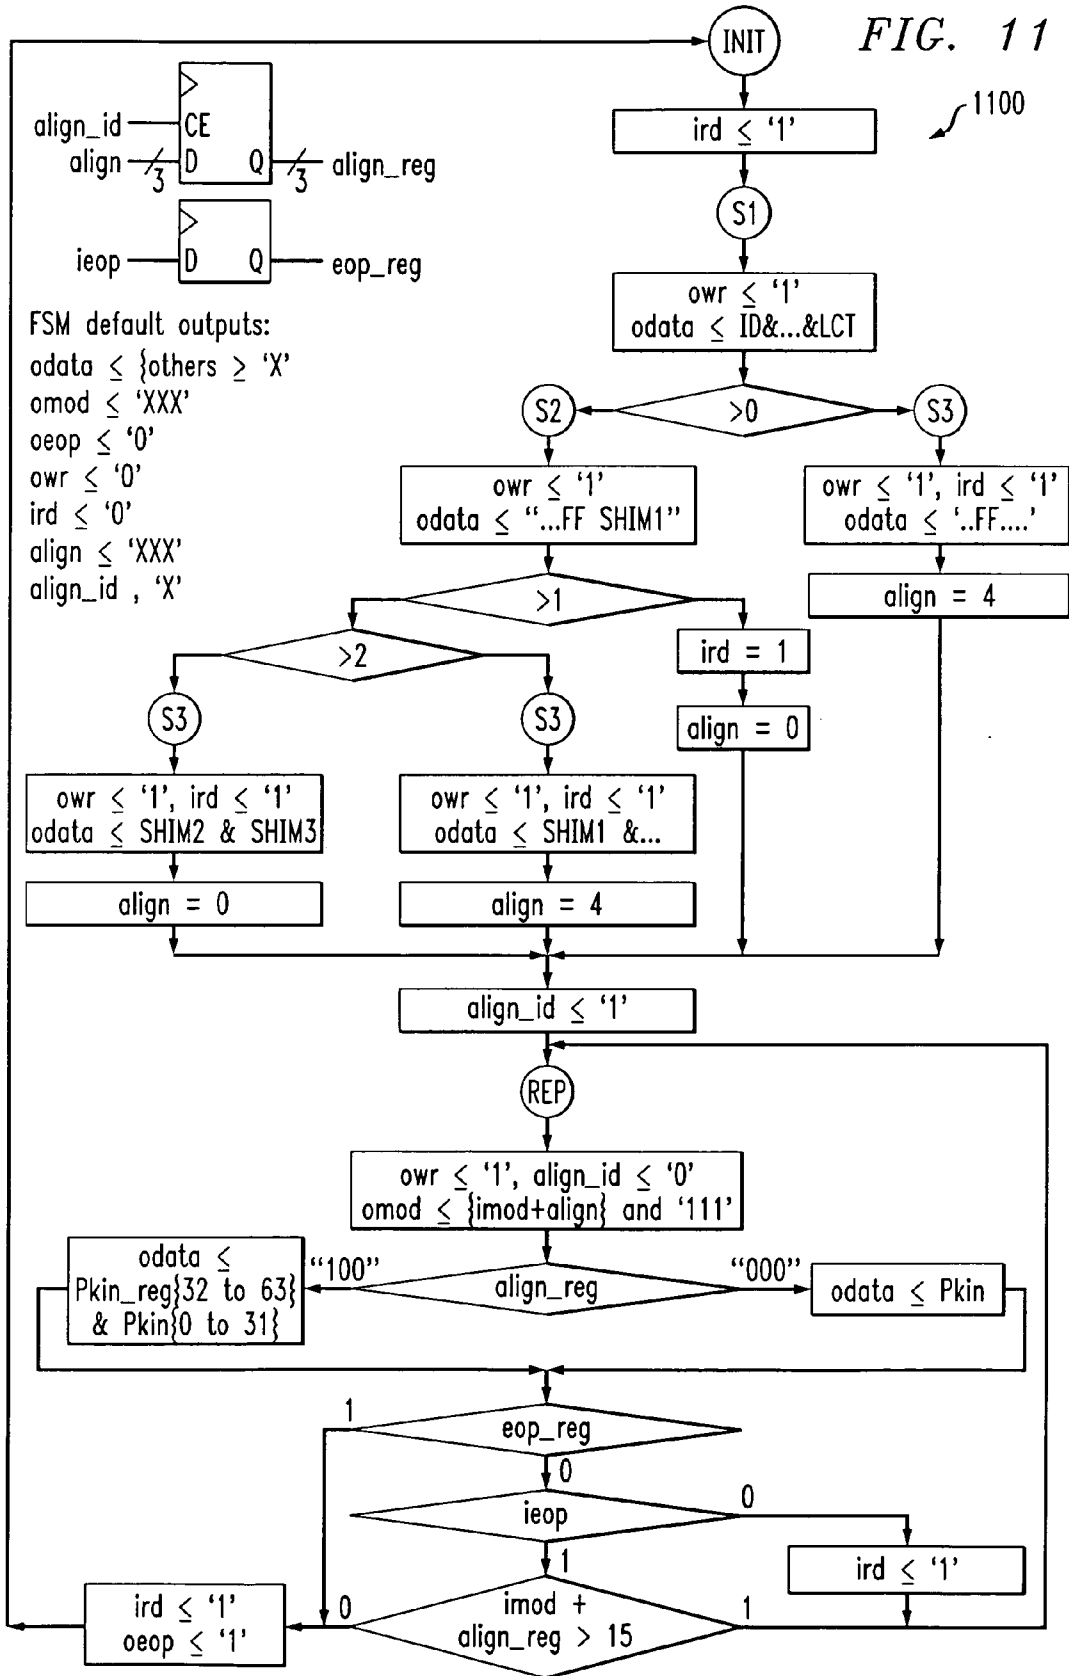 FIG. 11
1100
INIT
ird ≤ ‘1’
S1
owr ≤ ‘1’
odata ≤ ID&...&LCT
>0
align_id
align
3
CE
D
Q
3
align_reg
ieop
D
Q
eop_reg
FSM default outputs:
odata ≤ {others ≥ ‘X’
omod ≤ ‘XXX’
oeop ≤ ‘0’
owr ≤ ‘0’
ird ≤ ‘0’
align ≤ ‘XXX’
align_id , ‘X’
S2
owr ≤ ‘1’
odata ≤ “...FF SHIM1”
S3
owr ≤ ‘1’, ird ≤ ‘1’
odata ≤ ‘..FF....’
align = 4
>1
ird = 1
align = 0
>2
S3
owr ≤ ‘1’, ird ≤ ‘1’
odata ≤ SHIM2 & SHIM3
align = 0
S3
owr ≤ ‘1’, ird ≤ ‘1’
odata ≤ SHIM1 &...
align = 4
align_id ≤ ‘1’
REP
owr ≤ ‘1’, align_id ≤ ‘0’
omod ≤ {imod+align} and ‘111’
align_reg
“100”
odata ≤
Pkin_reg{32 to 63}
& Pkin{0 to 31}
“000”
odata ≤ Pkin
eop_reg
1
0
ieop
0
1
ird ≤ ‘1’
imod +
align_reg > 15
0
1
ird ≤ ‘1’
oeop ≤ ‘1’